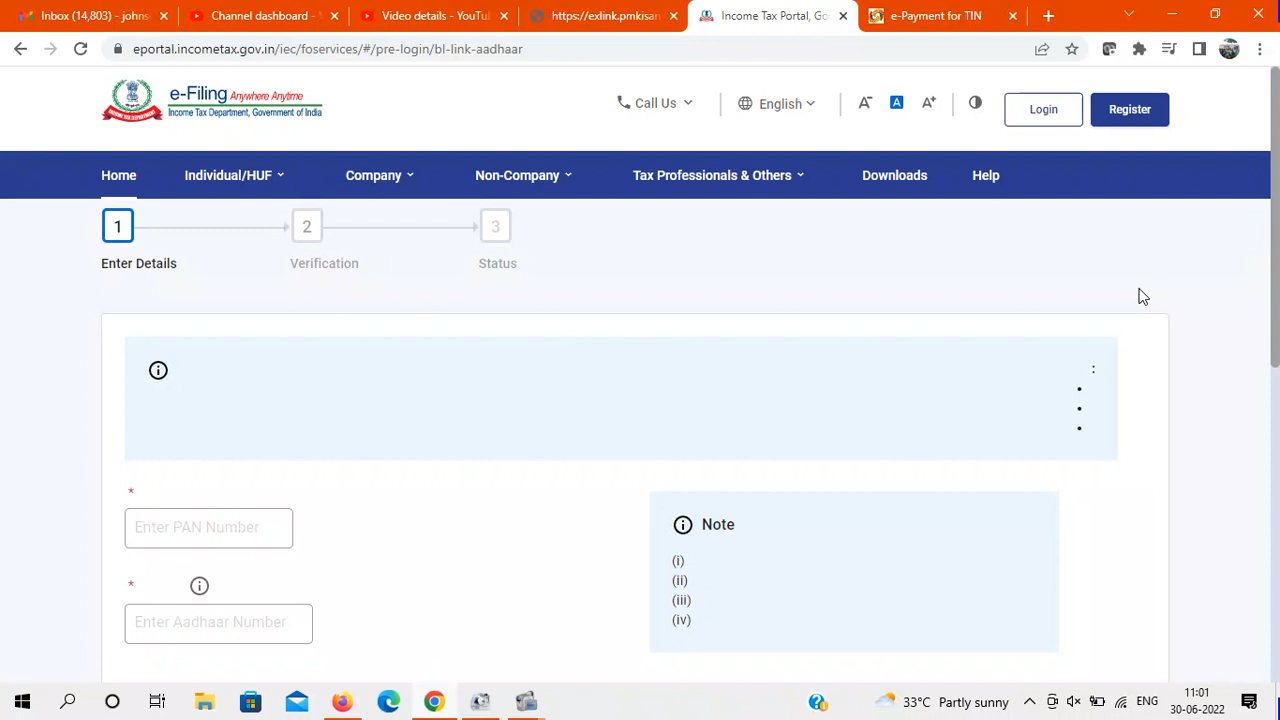 Inbox (14,803) - johns
Channel dashboard - Y
Video details - YouTu
https://exlink.pmkisan
Income Tax Portal, Go
e-Payment for TIN
eportal.incometax.gov.in/iec/foservices/#/pre-login/bl-link-aadhaar
e-Filing Anywhere Anytime
Income Tax Department, Government of India
Call Us
English
A-
A
A+
Login
Register
Home
Individual/HUF
Company
Non-Company
Tax Professionals & Others
Downloads
Help
1
2
3
Enter Details
Verification
Status
:
*
Enter PAN Number
Note
(i)
(ii)
(iii)
(iv)
*
Enter Aadhaar Number
33°C Partly sunny
ENG
11:01
30-06-2022